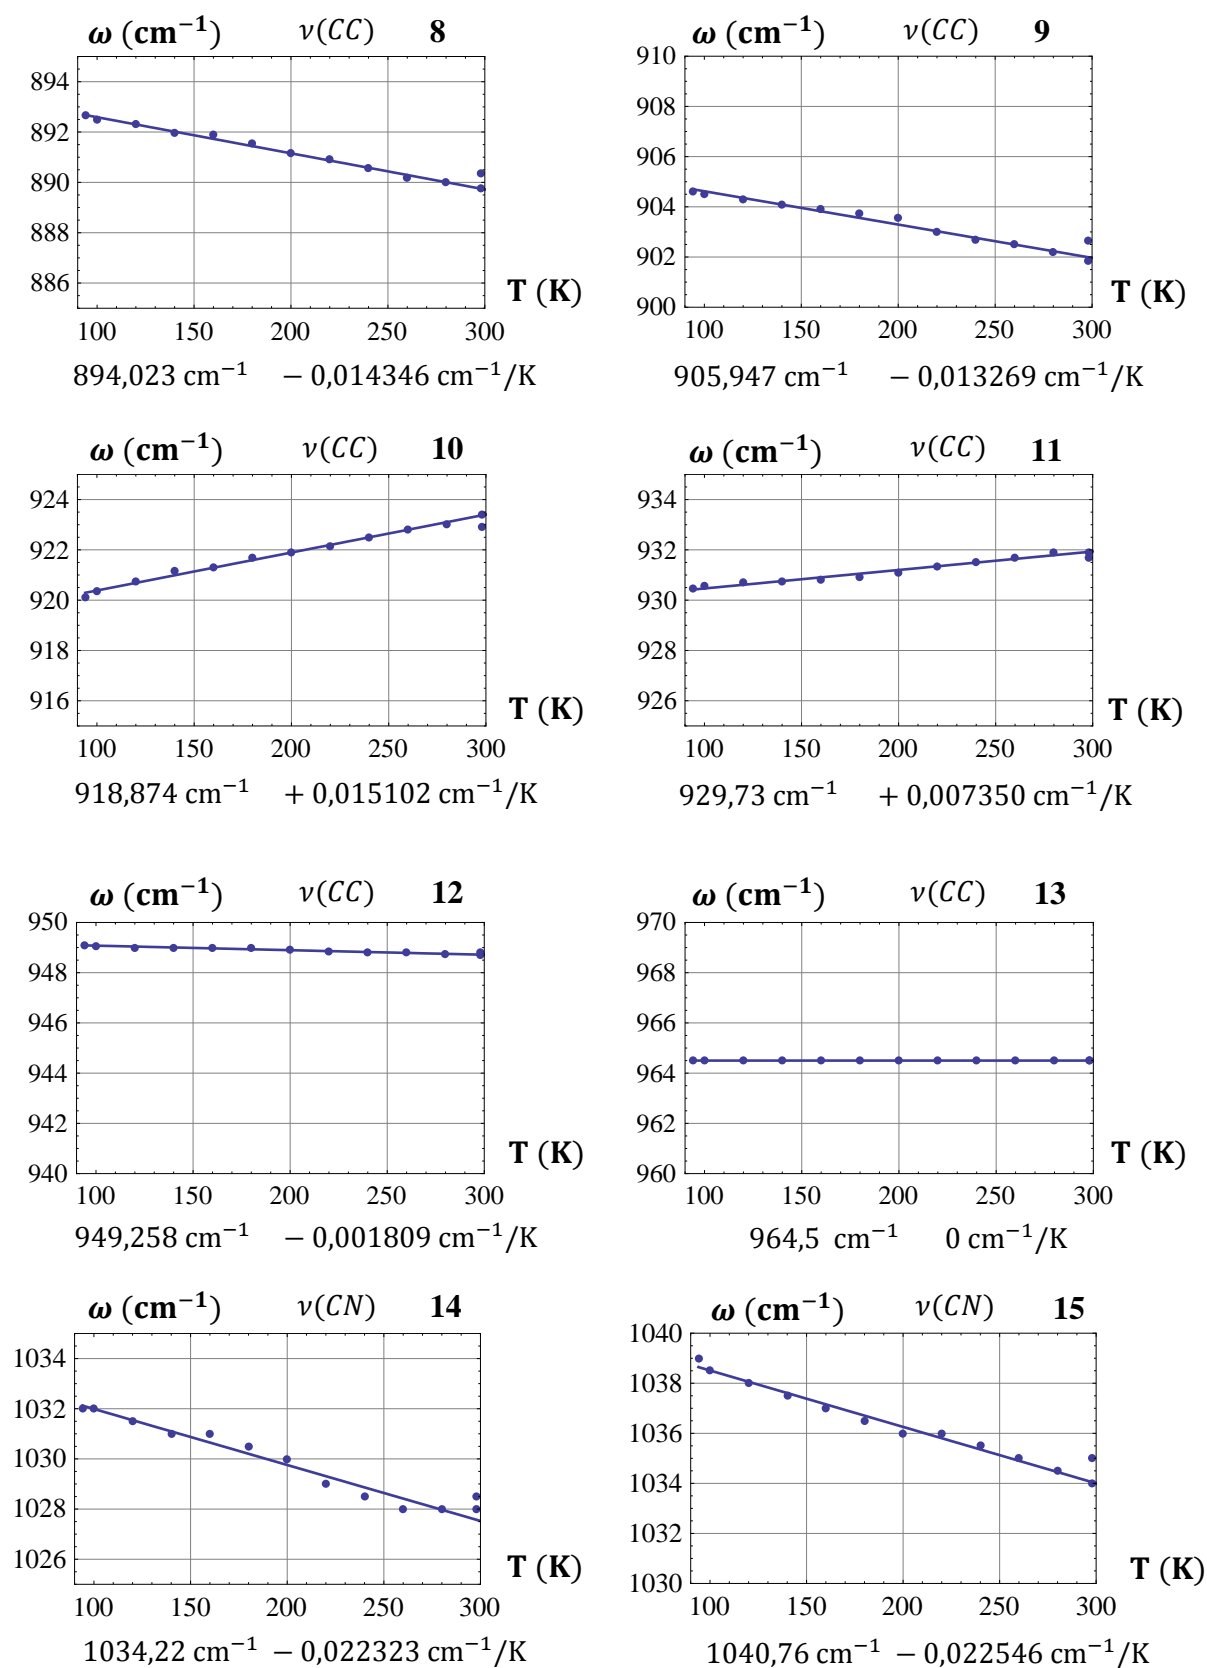 ω (cm⁻¹) ν(CC) 8
894
892
890
888
886
T (K)
100 150 200 250 300
894,023 cm⁻¹ − 0,014346 cm⁻¹/K
ω (cm⁻¹) ν(CC) 9
910
908
906
904
902
900
T (K)
100 150 200 250 300
905,947 cm⁻¹ − 0,013269 cm⁻¹/K
ω (cm⁻¹) ν(CC) 10
924
922
920
918
916
T (K)
100 150 200 250 300
918,874 cm⁻¹ + 0,015102 cm⁻¹/K
ω (cm⁻¹) ν(CC) 11
934
932
930
928
926
T (K)
100 150 200 250 300
929,73 cm⁻¹ + 0,007350 cm⁻¹/K
ω (cm⁻¹) ν(CC) 12
950
948
946
944
942
940
T (K)
100 150 200 250 300
949,258 cm⁻¹ − 0,001809 cm⁻¹/K
ω (cm⁻¹) ν(CC) 13
970
968
966
964
962
960
T (K)
100 150 200 250 300
964,5 cm⁻¹ 0 cm⁻¹/K
ω (cm⁻¹) ν(CN) 14
1034
1032
1030
1028
1026
T (K)
100 150 200 250 300
1034,22 cm⁻¹ − 0,022323 cm⁻¹/K
ω (cm⁻¹) ν(CN) 15
1040
1038
1036
1034
1032
1030
T (K)
100 150 200 250 300
1040,76 cm⁻¹ − 0,022546 cm⁻¹/K